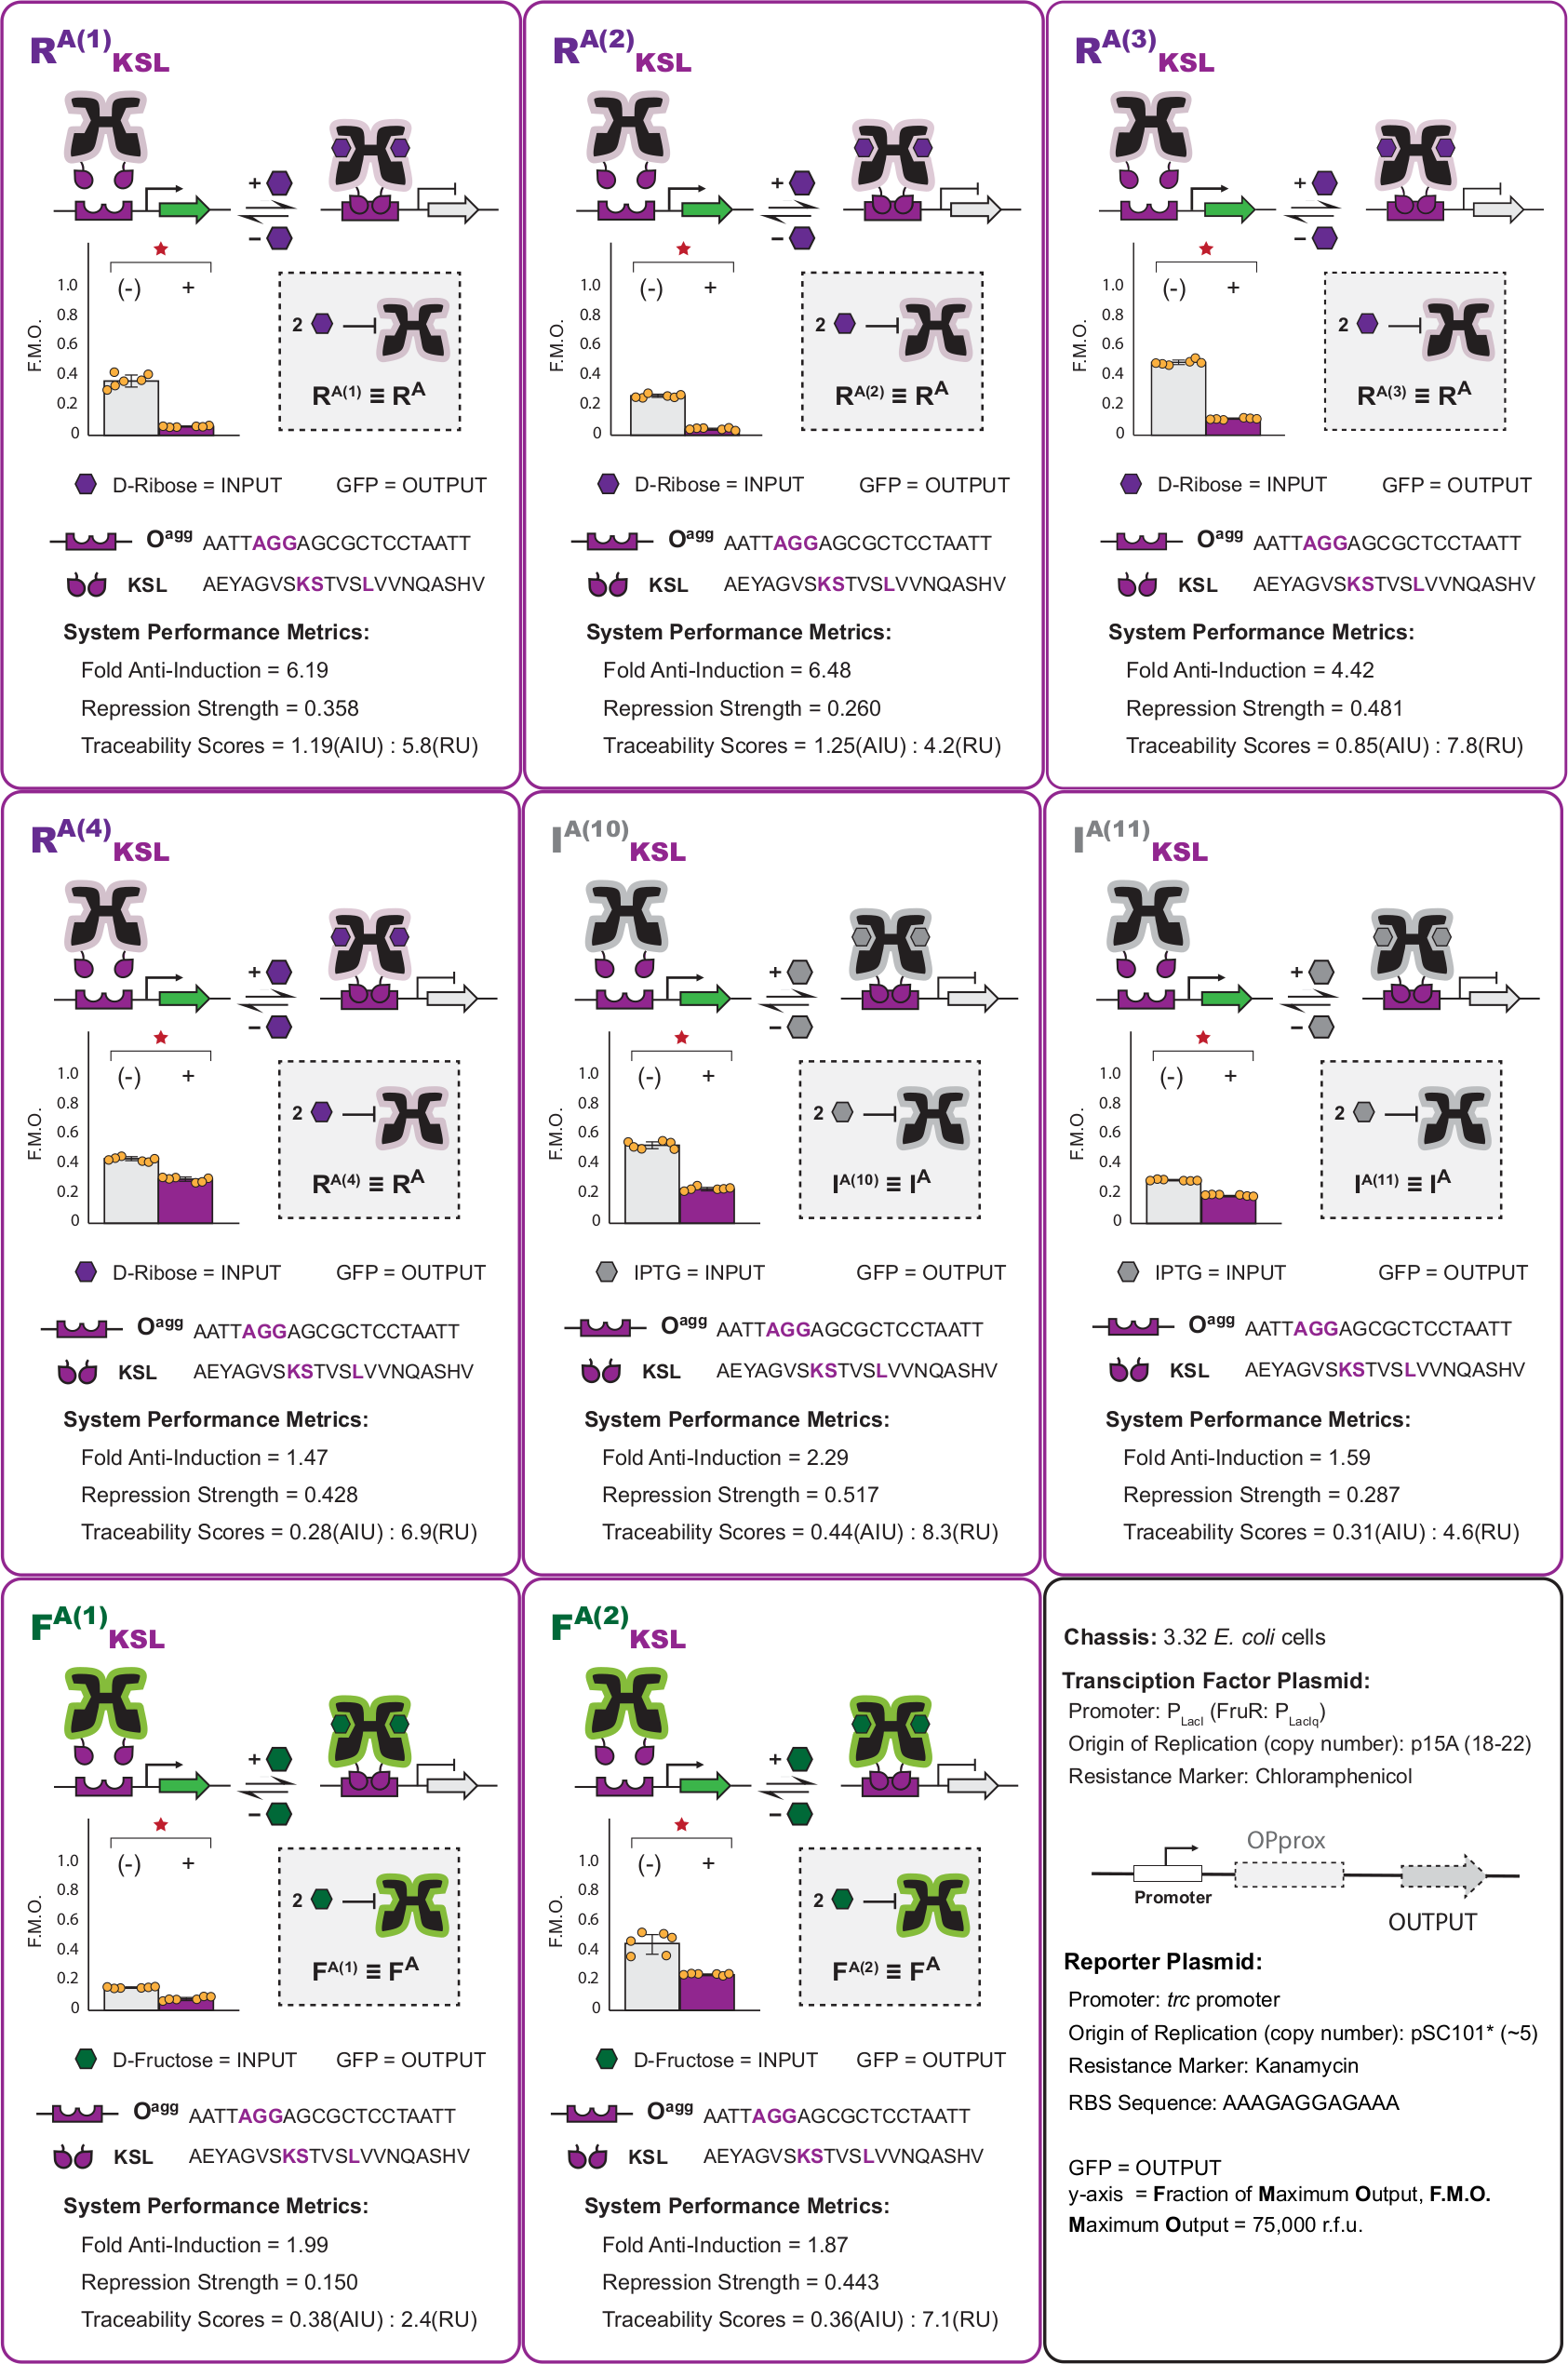 R^A(1) KSL
+
−
F.M.O.
1.0
0.8
0.6
0.4
0.2
0
(-) +
2
R^A(1) ≡ R^A
D-Ribose = INPUT GFP = OUTPUT
O^agg AATTAGGAGCGCTCCTAATT
KSL AEYAGVSKSTVSLVVNQASHV
System Performance Metrics:
Fold Anti-Induction = 6.19
Repression Strength = 0.358
Traceability Scores = 1.19(AIU) : 5.8(RU)
R^A(2) KSL
+
−
F.M.O.
1.0
0.8
0.6
0.4
0.2
0
(-) +
2
R^A(2) ≡ R^A
D-Ribose = INPUT GFP = OUTPUT
O^agg AATTAGGAGCGCTCCTAATT
KSL AEYAGVSKSTVSLVVNQASHV
System Performance Metrics:
Fold Anti-Induction = 6.48
Repression Strength = 0.260
Traceability Scores = 1.25(AIU) : 4.2(RU)
R^A(3) KSL
+
−
F.M.O.
1.0
0.8
0.6
0.4
0.2
0
(-) +
2
R^A(3) ≡ R^A
D-Ribose = INPUT GFP = OUTPUT
O^agg AATTAGGAGCGCTCCTAATT
KSL AEYAGVSKSTVSLVVNQASHV
System Performance Metrics:
Fold Anti-Induction = 4.42
Repression Strength = 0.481
Traceability Scores = 0.85(AIU) : 7.8(RU)
R^A(4) KSL
+
−
F.M.O.
1.0
0.8
0.6
0.4
0.2
0
(-) +
2
R^A(4) ≡ R^A
D-Ribose = INPUT GFP = OUTPUT
O^agg AATTAGGAGCGCTCCTAATT
KSL AEYAGVSKSTVSLVVNQASHV
System Performance Metrics:
Fold Anti-Induction = 1.47
Repression Strength = 0.428
Traceability Scores = 0.28(AIU) : 6.9(RU)
I^A(10) KSL
+
−
F.M.O.
1.0
0.8
0.6
0.4
0.2
0
(-) +
2
I^A(10) ≡ I^A
IPTG = INPUT GFP = OUTPUT
O^agg AATTAGGAGCGCTCCTAATT
KSL AEYAGVSKSTVSLVVNQASHV
System Performance Metrics:
Fold Anti-Induction = 2.29
Repression Strength = 0.517
Traceability Scores = 0.44(AIU) : 8.3(RU)
I^A(11) KSL
+
−
F.M.O.
1.0
0.8
0.6
0.4
0.2
0
(-) +
2
I^A(11) ≡ I^A
IPTG = INPUT GFP = OUTPUT
O^agg AATTAGGAGCGCTCCTAATT
KSL AEYAGVSKSTVSLVVNQASHV
System Performance Metrics:
Fold Anti-Induction = 1.59
Repression Strength = 0.287
Traceability Scores = 0.31(AIU) : 4.6(RU)
F^A(1) KSL
+
−
F.M.O.
1.0
0.8
0.6
0.4
0.2
0
(-) +
2
F^A(1) ≡ F^A
D-Fructose = INPUT GFP = OUTPUT
O^agg AATTAGGAGCGCTCCTAATT
KSL AEYAGVSKSTVSLVVNQASHV
System Performance Metrics:
Fold Anti-Induction = 1.99
Repression Strength = 0.150
Traceability Scores = 0.38(AIU) : 2.4(RU)
F^A(2) KSL
+
−
F.M.O.
1.0
0.8
0.6
0.4
0.2
0
(-) +
2
F^A(2) ≡ F^A
D-Fructose = INPUT GFP = OUTPUT
O^agg AATTAGGAGCGCTCCTAATT
KSL AEYAGVSKSTVSLVVNQASHV
System Performance Metrics:
Fold Anti-Induction = 1.87
Repression Strength = 0.443
Traceability Scores = 0.36(AIU) : 7.1(RU)
Chassis: 3.32 E. coli cells
Transciption Factor Plasmid:
Promoter: P_LacI (FruR: P_LacIq)
Origin of Replication (copy number): p15A (18-22)
Resistance Marker: Chloramphenicol
OPprox
Promoter
OUTPUT
Reporter Plasmid:
Promoter: trc promoter
Origin of Replication (copy number): pSC101* (~5)
Resistance Marker: Kanamycin
RBS Sequence: AAAGAGGAGAAA
GFP = OUTPUT
y-axis = Fraction of Maximum Output, F.M.O.
Maximum Output = 75,000 r.f.u.